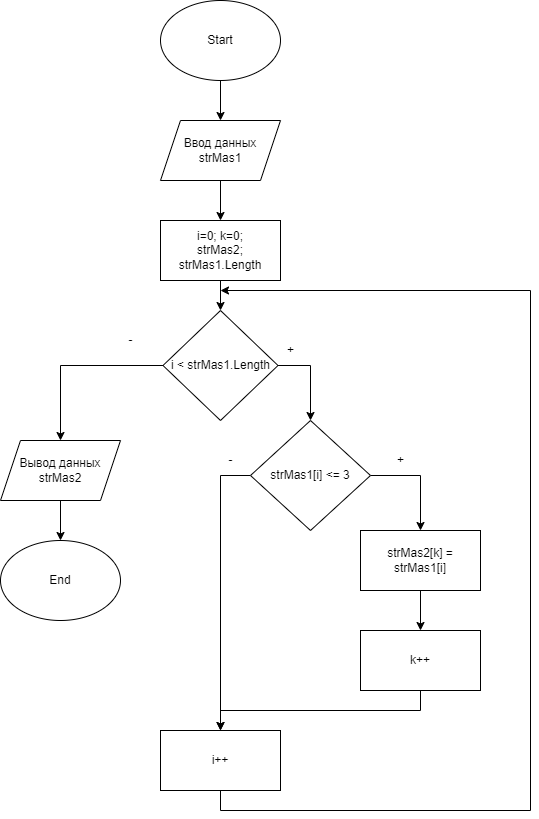 Start
Ввод данных
strMas1
i=0; k=0;
strMas2;
strMas1.Length
-
i < strMas1.Length
+
Вывод данных
strMas2
End
-
strMas1[i] <= 3
+
strMas2[k] =
strMas1[i]
k++
i++